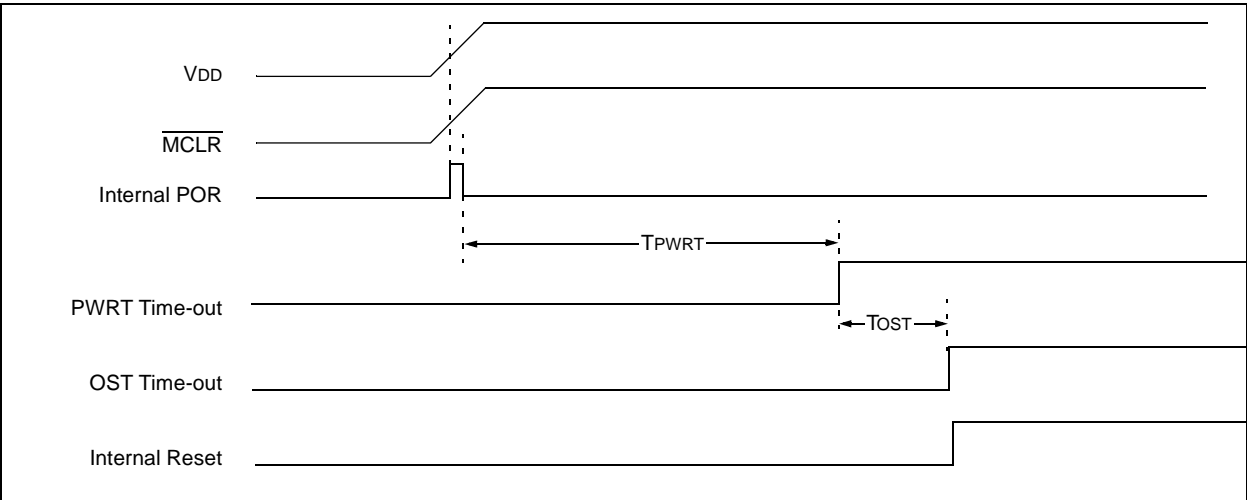 VDD
MCLR
Internal POR
TPWRT
PWRT Time-out
TOST
OST Time-out
Internal Reset